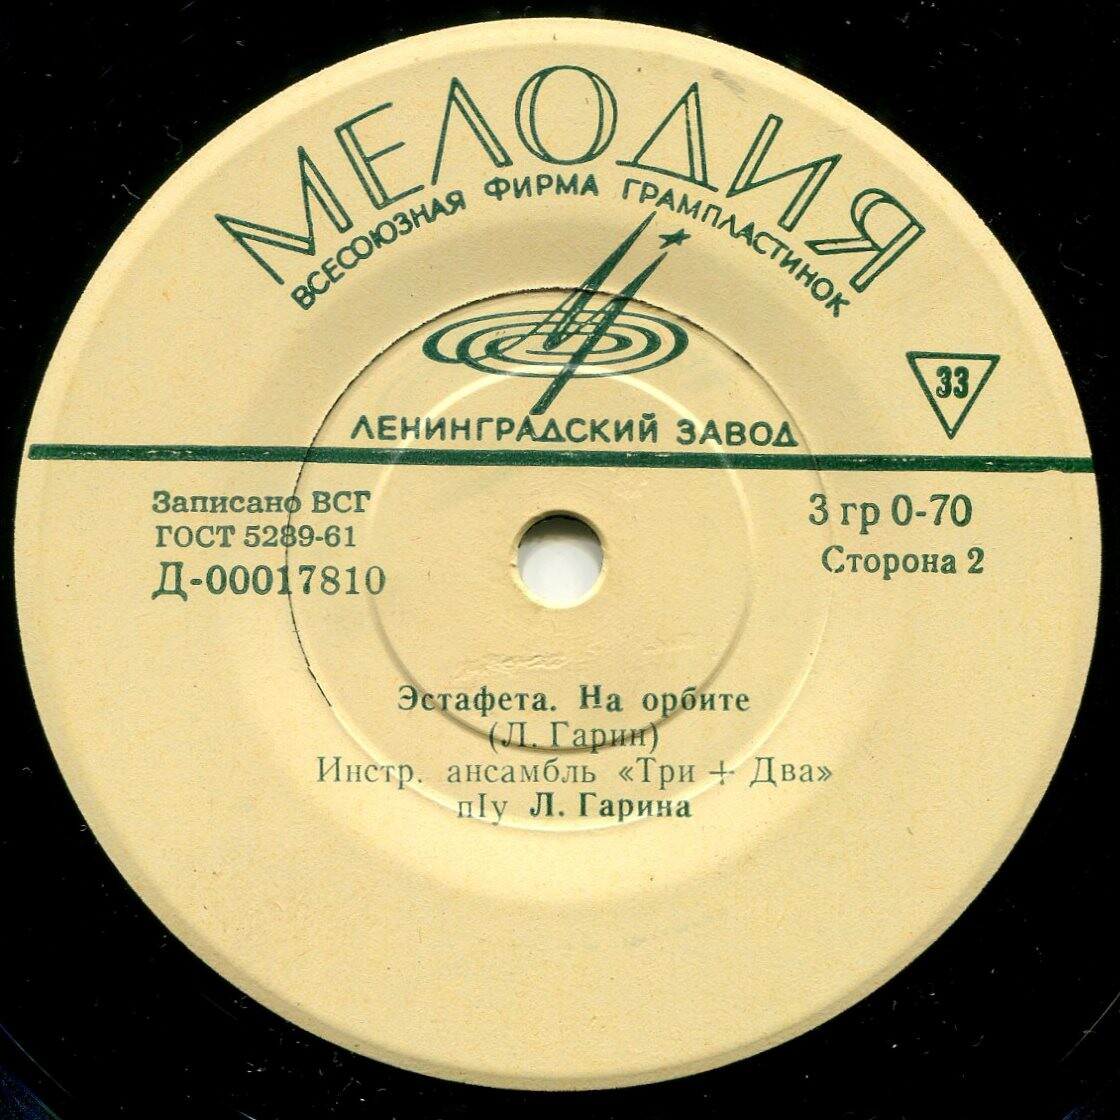 МЕЛОДИЯ
ВСЕСОЮЗНАЯ ФИРМА ГРАМПЛАСТИНОК
33
ЛЕНИНГРАДСКИЙ ЗАВОД
Записано ВСГ
ГОСТ 5289-61
Д-00017810
3 гр 0-70
Сторона 2
Эстафета. На орбите
(Л. Гарин)
Инстр. ансамбль «Три + Два»
пIу Л. Гарина